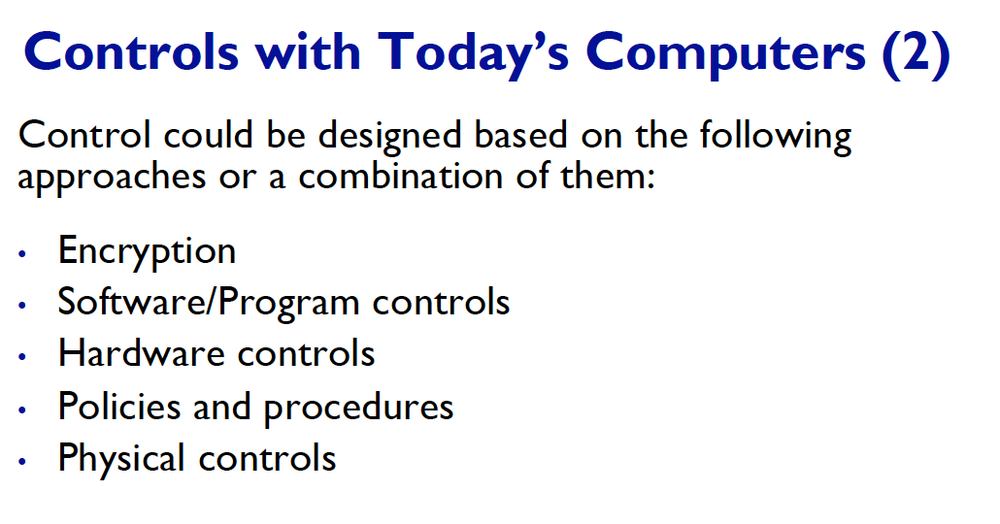 Controls with Today’s Computers (2)
Control could be designed based on the following
approaches or a combination of them:
• Encryption
• Software/Program controls
• Hardware controls
• Policies and procedures
• Physical controls